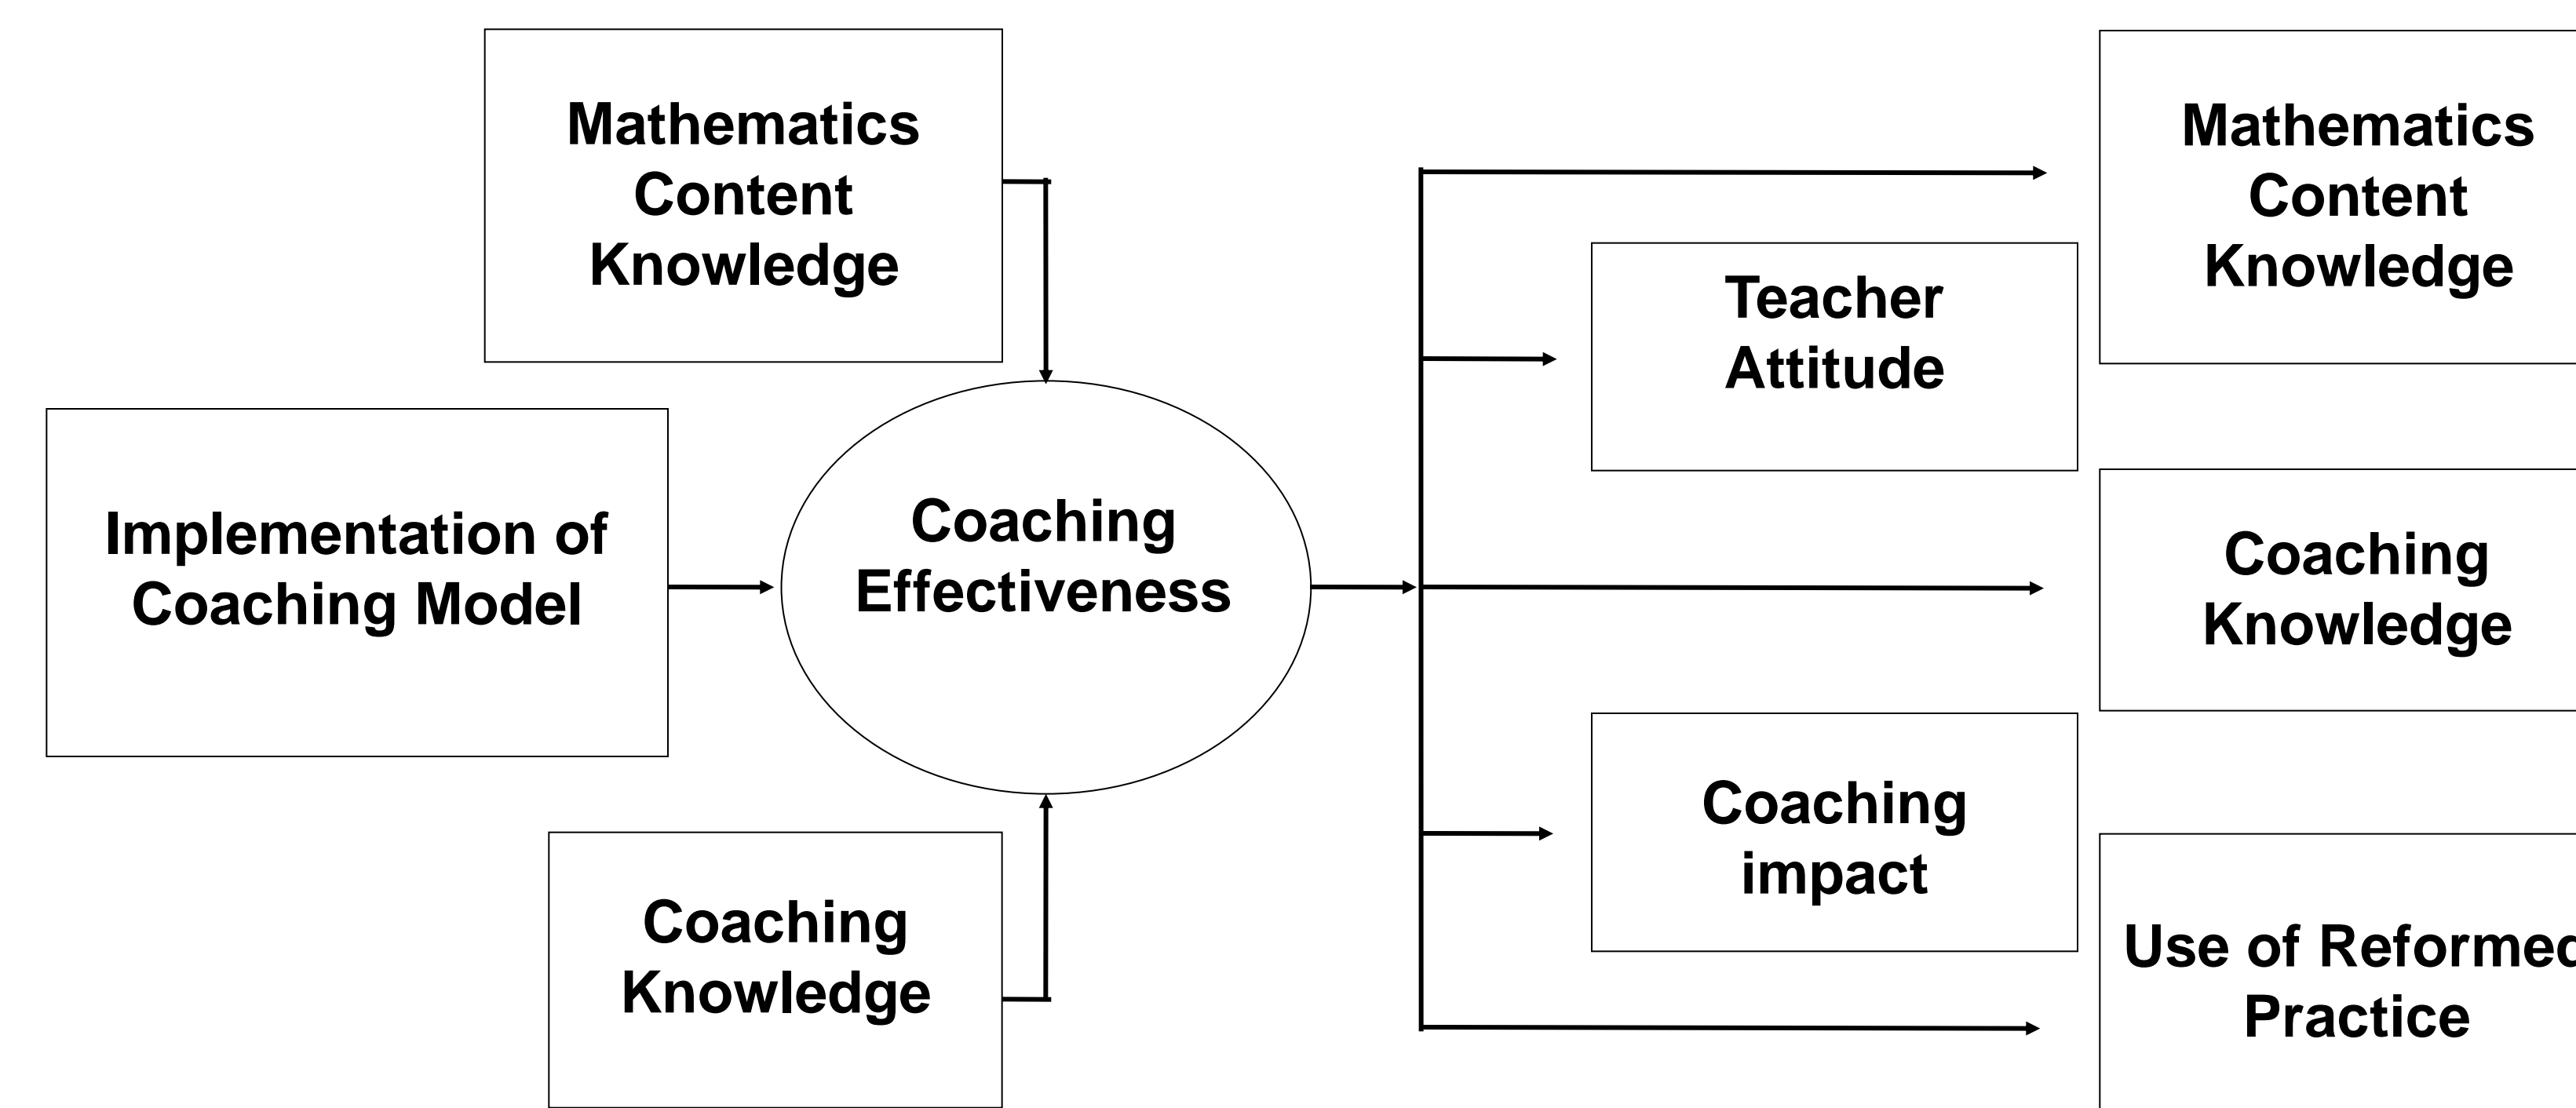 Mathematics
Content
Knowledge
Implementation of
Coaching Model
Coaching
Effectiveness
Coaching
Knowledge
Teacher
Attitude
Coaching
impact
Mathematics
Content
Knowledge
Coaching
Knowledge
Use of Reformed
Practice